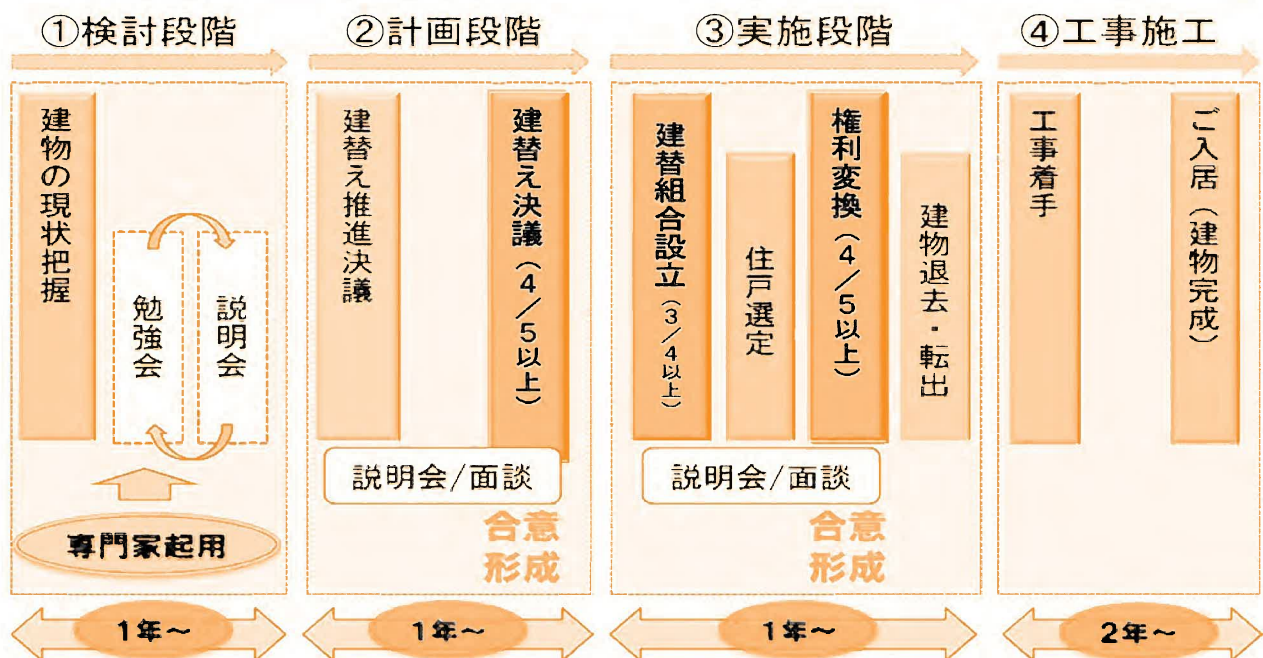 ①検討段階
建物の現状把握
勉強会
説明会
専門家起用
1年～
②計画段階
建替え推進決議
建替え決議（4／5以上）
説明会/面談
合意
形成
1年～
③実施段階
建替組合設立（3／4以上）
住戸選定
権利変換（4／5以上）
建物退去・転出
説明会/面談
合意
形成
1年～
④工事施工
工事着手
ご入居（建物完成）
2年～